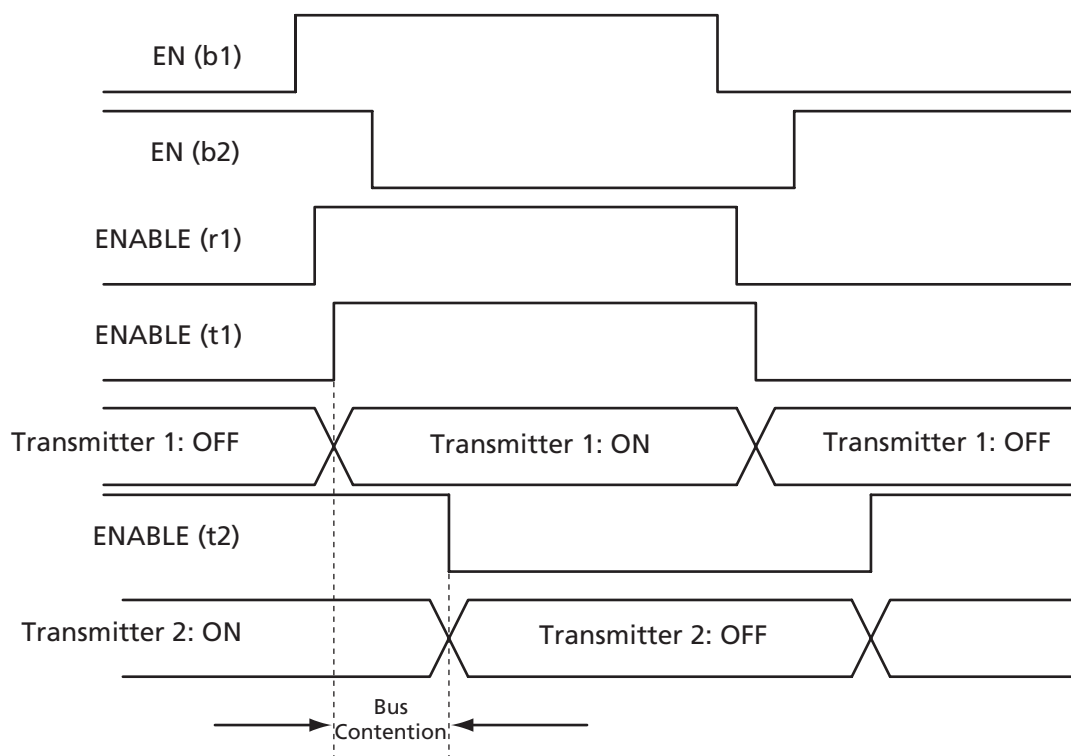 EN (b1)
EN (b2)
ENABLE (r1)
ENABLE (t1)
Transmitter 1: OFF
Transmitter 1: ON
Transmitter 1: OFF
ENABLE (t2)
Transmitter 2: ON
Transmitter 2: OFF
Bus
Contention